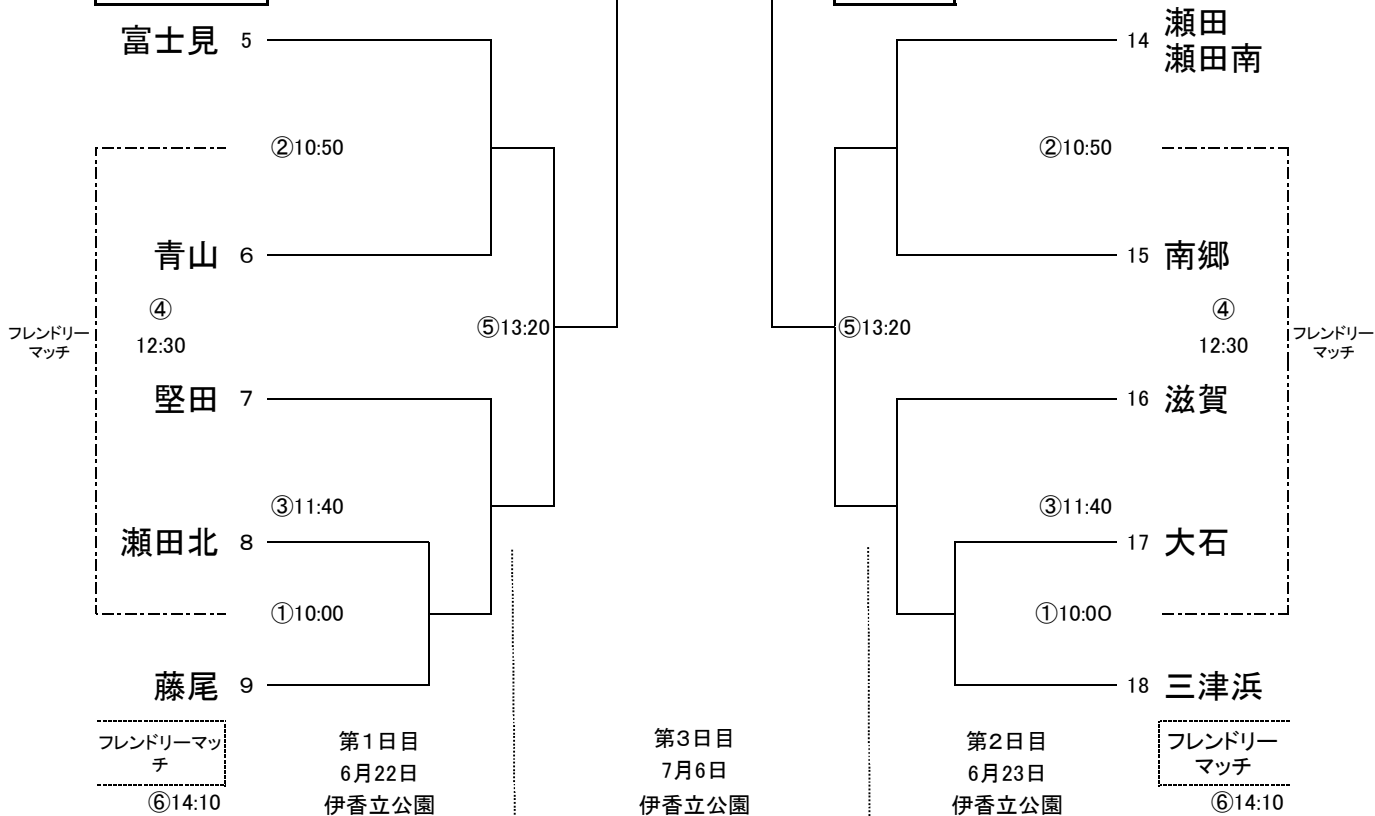 富士見 5
14 瀬田
瀬田南
②10:50
②10:50
青山 6
15 南郷
④
12:30
フレンドリー
マッチ
⑤13:20
⑤13:20
④
12:30
フレンドリー
マッチ
堅田 7
16 滋賀
③11:40
③11:40
瀬田北 8
17 大石
①10:00
①10:0O
藤尾 9
18 三津浜
フレンドリーマッ
チ
⑥14:10
第1日目
6月22日
伊香立公園
第3日目
7月6日
伊香立公園
第2日目
6月23日
伊香立公園
フレンドリー
マッチ
⑥14:10